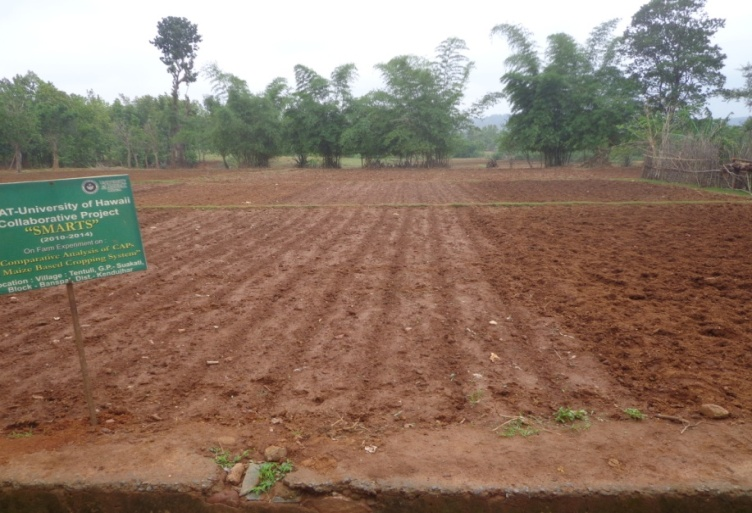 AT-University of Hawaii
Collaborative Project
"SMARTS"
(2010-2014)
On Farm Experiment on
Comparative Analysis of CAPs
Maize Based Cropping System"
ocation : Village : Tentuli, G.P.- Suakati,
Block - Banspal, Dist.- Kendujhar